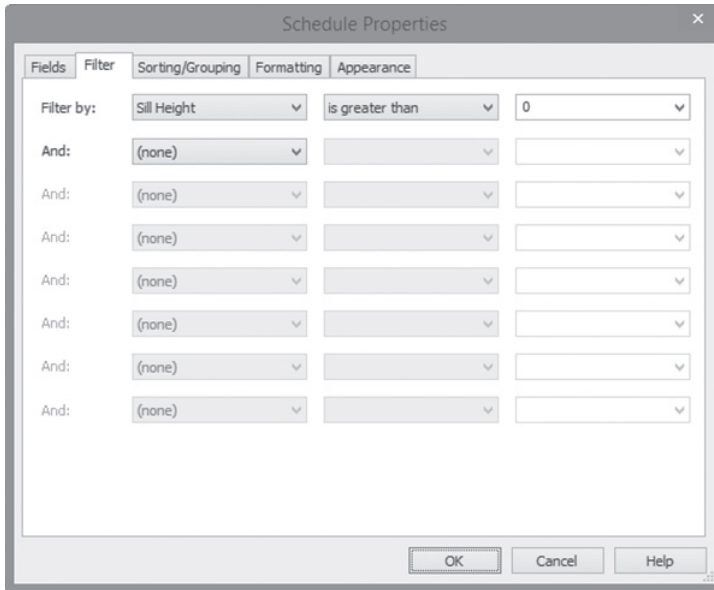 Schedule Properties
Fields Filter Sorting/Grouping Formatting Appearance
Filter by: Sill Height is greater than 0
And: (none)
And: (none)
And: (none)
And: (none)
And: (none)
And: (none)
And: (none)
OK Cancel Help